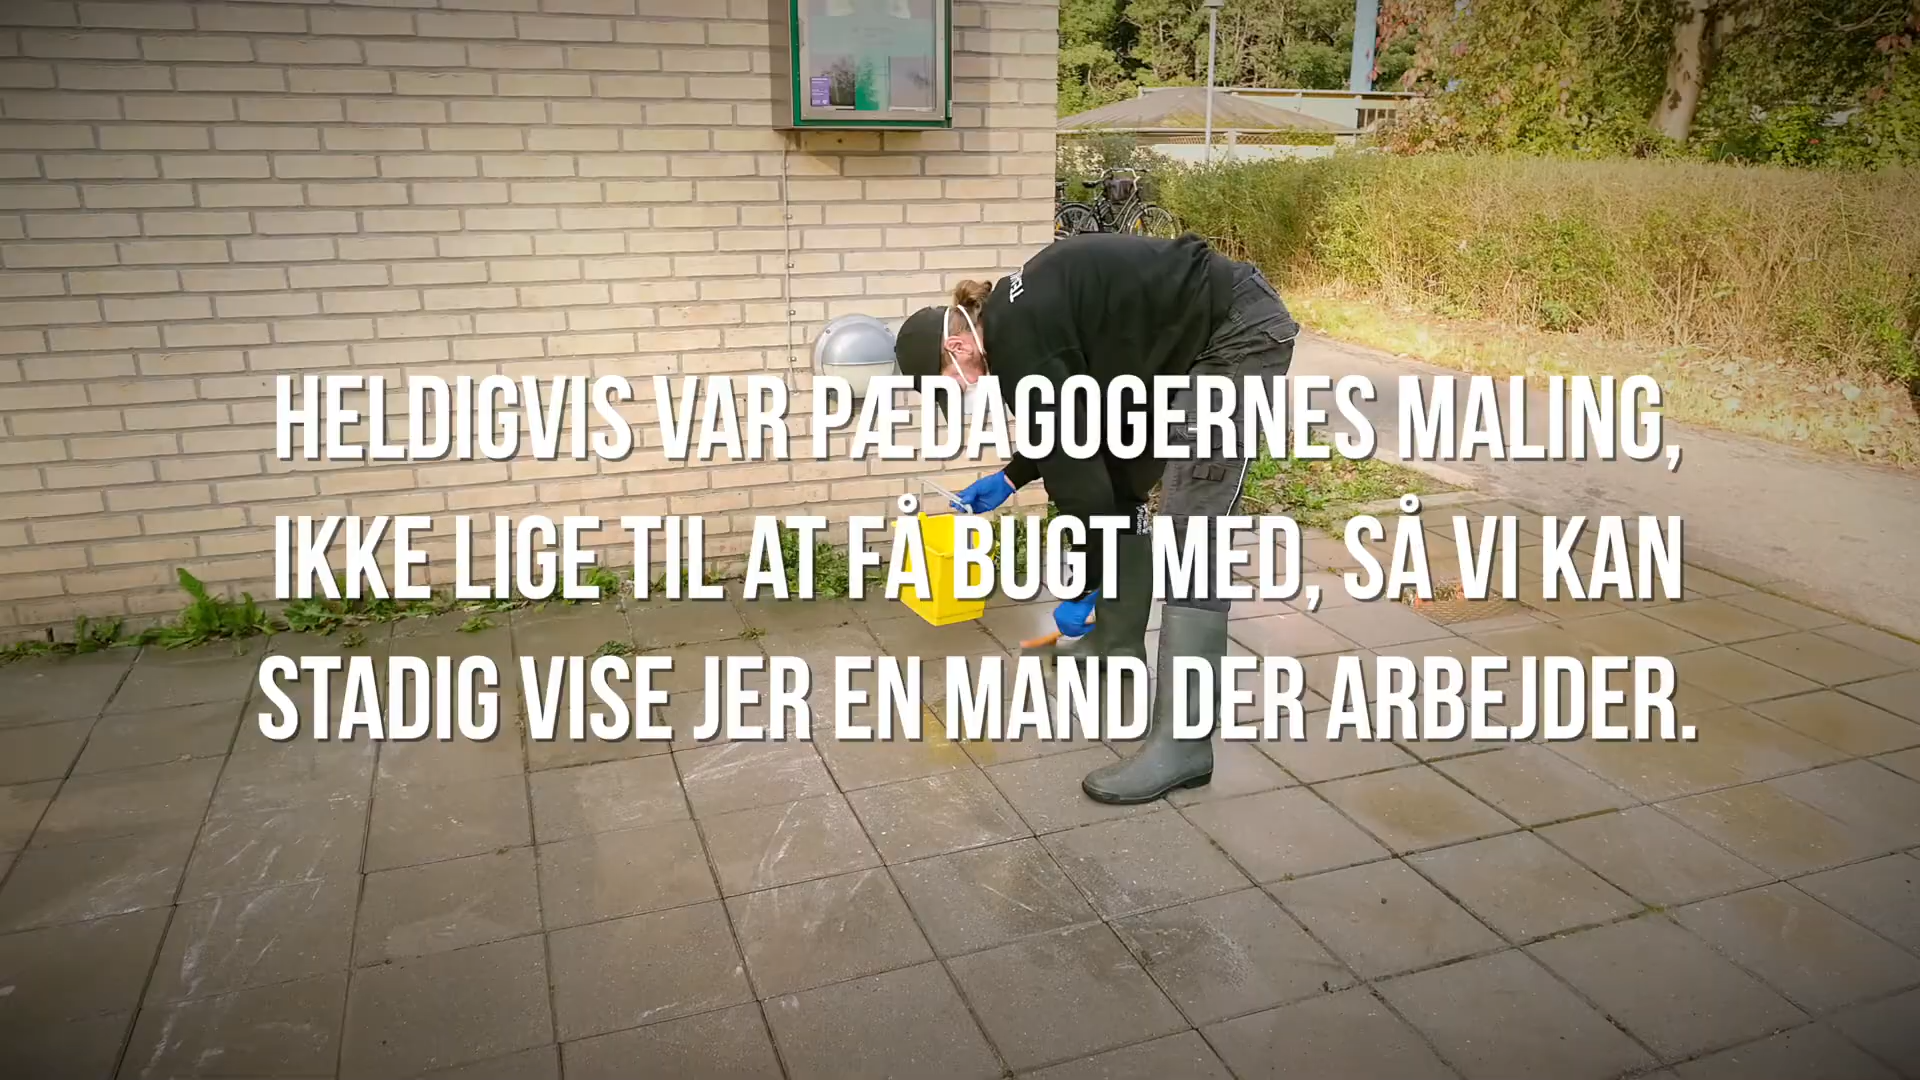 HELDIGVIS VAR PÆDAGOGERNES MALING,
IKKE LIGE TIL AT FÅ BUGT MED, SÅ VI KAN
STADIG VISE JER EN MAND DER ARBEJDER.